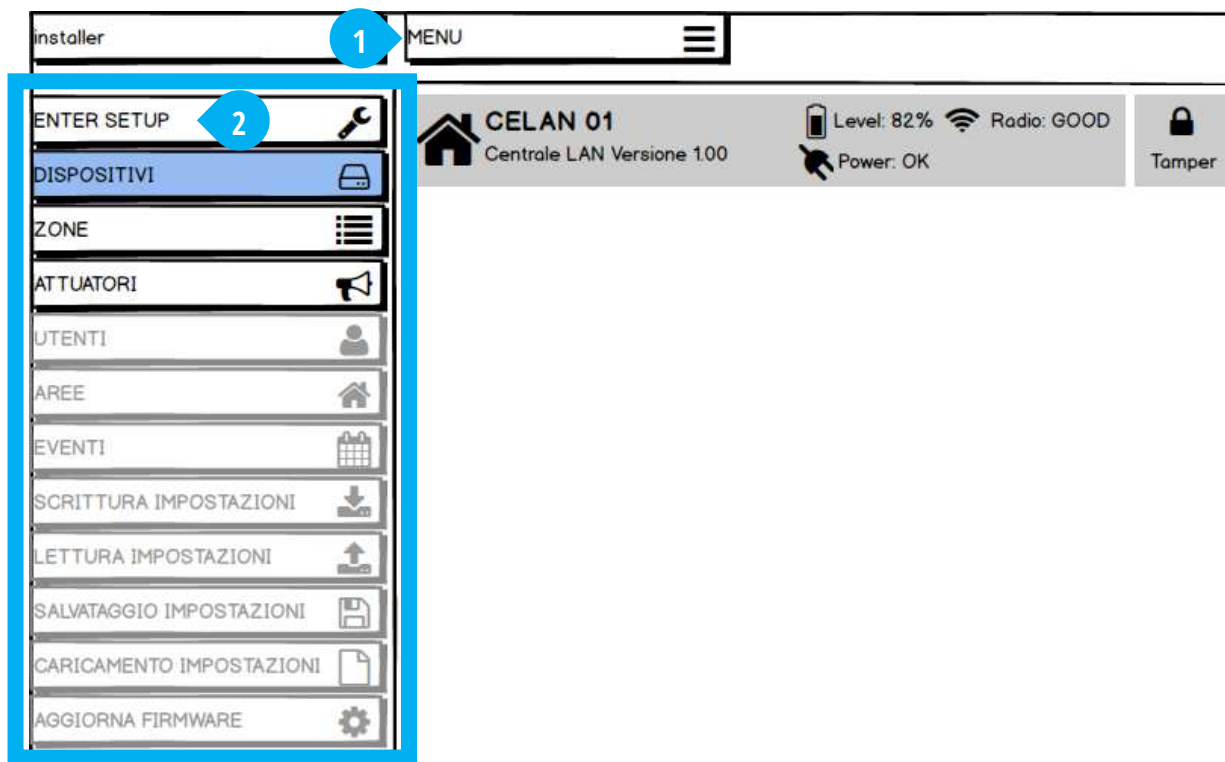 installer
1
MENU
ENTER SETUP
2
DISPOSITIVI
ZONE
ATTUATORI
UTENTI
AREE
EVENTI
SCRITTURA IMPOSTAZIONI
LETTURA IMPOSTAZIONI
SALVATAGGIO IMPOSTAZIONI
CARICAMENTO IMPOSTAZIONI
AGGIORNA FIRMWARE
CELAN 01
Centrale LAN Versione 1.00
Level: 82%
Radio: GOOD
Power: OK
Tamper